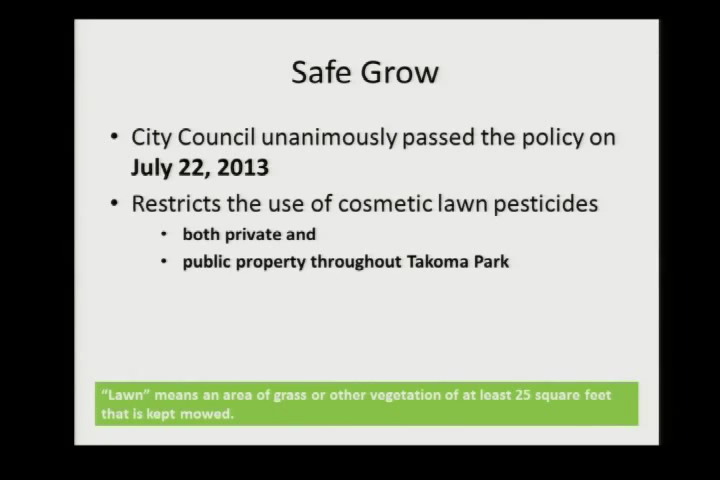 Safe Grow
• City Council unanimously passed the policy on
July 22, 2013
• Restricts the use of cosmetic lawn pesticides
• both private and
• public property throughout Takoma Park
“Lawn” means an area of grass or other vegetation of at least 25 square feet
that is kept mowed.